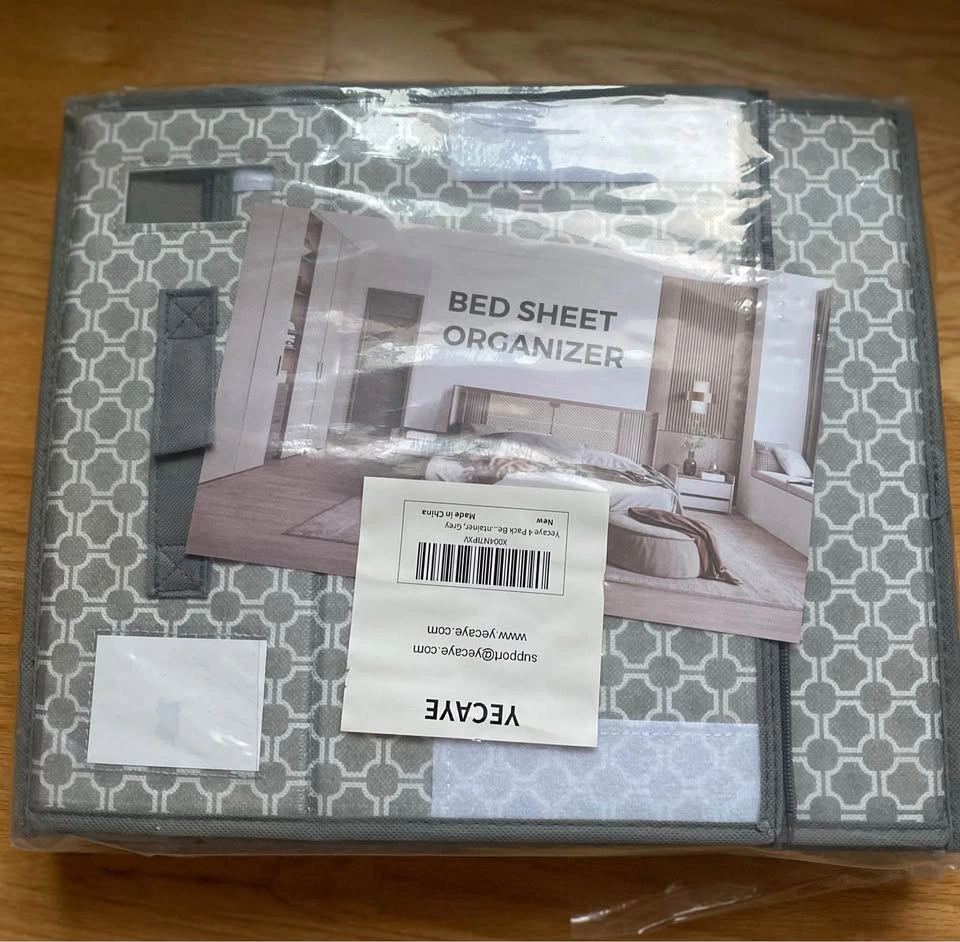 BED SHEET
ORGANIZER
YECAYE
support@yecaye.com
www.yecaye.com
X004NTIPXV
Yecaye 4 Pack Be...ntainer, Grey
New
Made in China